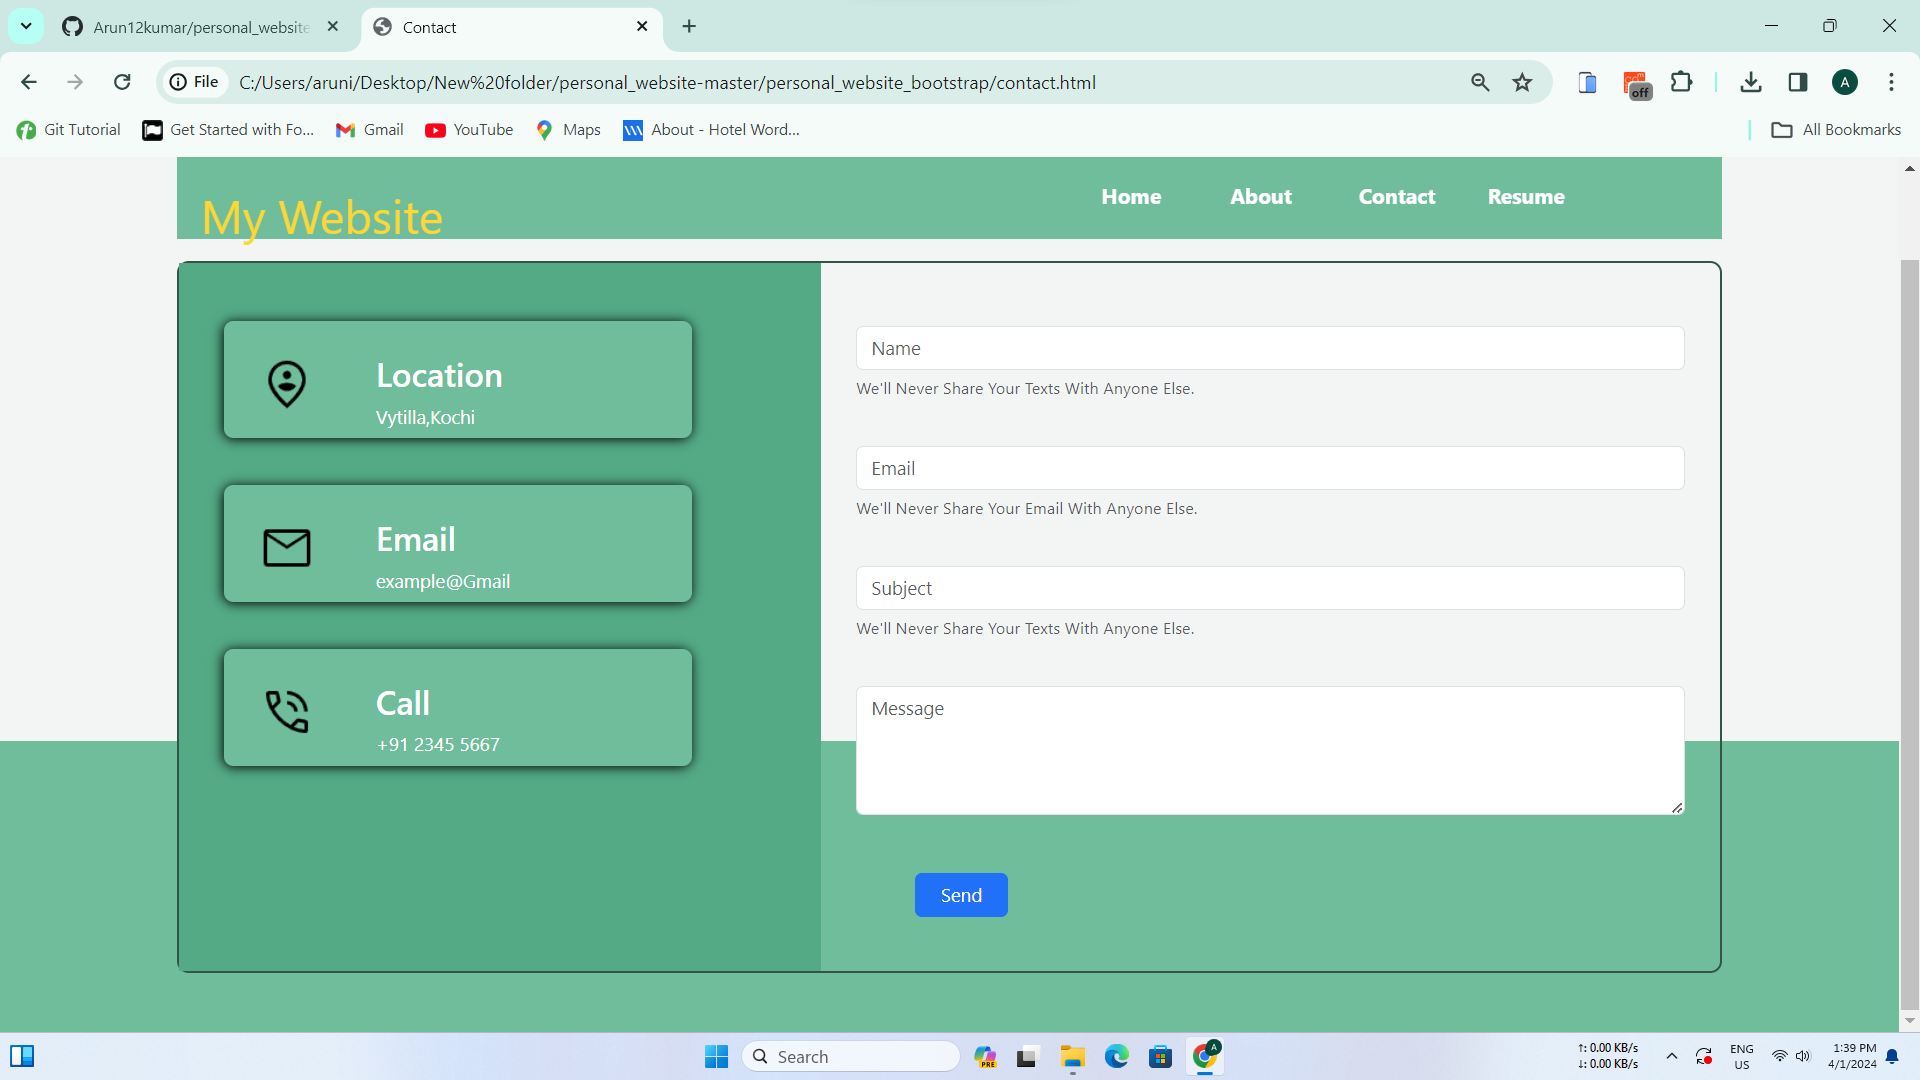 Arun12kumar/personal_website
Contact
File
C:/Users/aruni/Desktop/New%20folder/personal_website-master/personal_website_bootstrap/contact.html
off
A
Git Tutorial
Get Started with Fo...
Gmail
YouTube
Maps
About - Hotel Word...
All Bookmarks
My Website
Home
About
Contact
Resume
Location
Vytilla,Kochi
Email
example@Gmail
Call
+91 2345 5667
Name
We'll Never Share Your Texts With Anyone Else.
Email
We'll Never Share Your Email With Anyone Else.
Subject
We'll Never Share Your Texts With Anyone Else.
Message
Send
Search
PRE
A
↑: 0.00 KB/s
↓: 0.00 KB/s
ENG
US
1:39 PM
4/1/2024